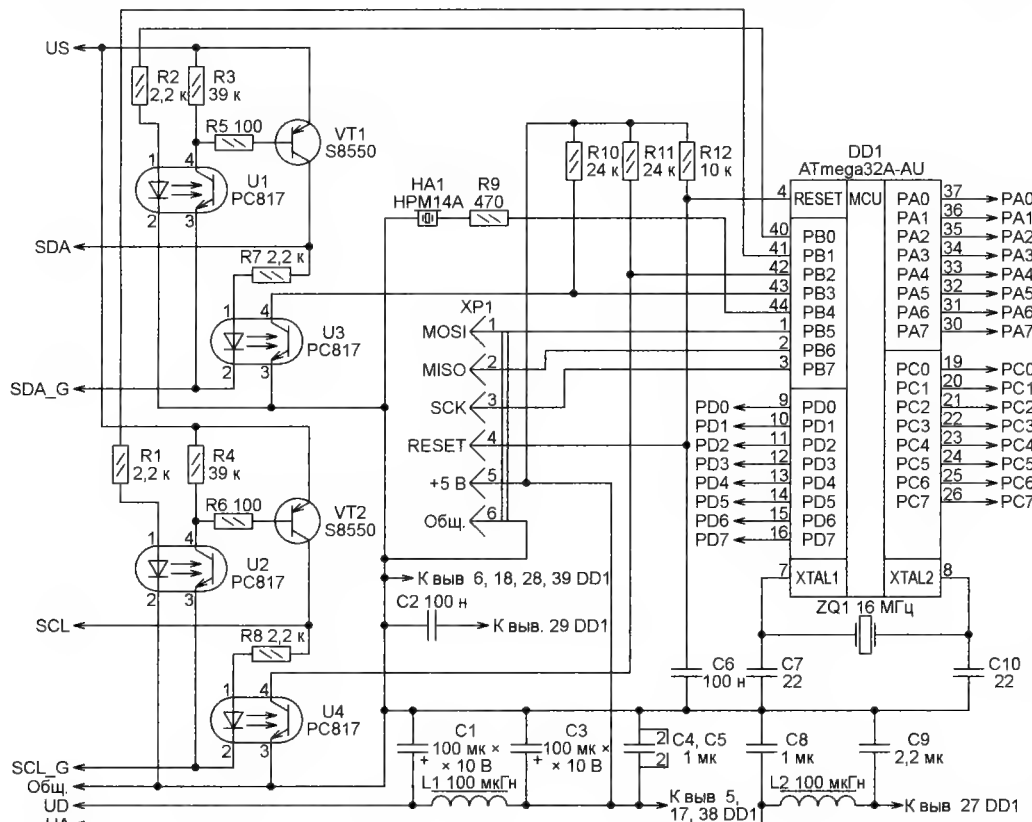 US
R2
2,2 к
R3
39 к
R5 100
VT1
S8550
1
4
U1
PC817
2
3
SDA
R7 2,2 к
1
4
U3
PC817
2
3
SDA_G
R1
2,2 к
R4
39 к
R6 100
VT2
S8550
1
4
U2
PC817
2
3
SCL
R8 2,2 к
1
4
U4
PC817
2
3
SCL_G
Общ.
UD
HA1
HPM14A
R9
470
R10
24 к
R11
24 к
R12
10 к
XP1
MOSI 1
MISO 2
SCK 3
RESET 4
+5 В 5
Общ. 6
К выв 6, 18, 28, 39 DD1
C2 100 н
К выв. 29 DD1
C1
100 мк ×
+ × 10 В
L1 100 мкГн
C3
100 мк ×
+ × 10 В
2
2
C4, C5
1 мк
К выв 5,
17, 38 DD1
C6
100 н
C7
22
C8
1 мк
C9
2,2 мк
C10
22
L2 100 мкГн
К выв 27 DD1
DD1
ATmega32A-AU
MCU
4 RESET
40 PB0
41 PB1
42 PB2
43 PB3
44 PB4
1 PB5
2 PB6
3 PB7
PD0 9 PD0
PD1 10 PD1
PD2 11 PD2
PD3 12 PD3
PD4 13 PD4
PD5 14 PD5
PD6 15 PD6
PD7 16 PD7
7 XTAL1
XTAL2 8
PA0 37 PA0
PA1 36 PA1
PA2 35 PA2
PA3 34 PA3
PA4 33 PA4
PA5 32 PA5
PA6 31 PA6
PA7 30 PA7
PC0 19 PC0
PC1 20 PC1
PC2 21 PC2
PC3 22 PC3
PC4 23 PC4
PC5 24 PC5
PC6 25 PC6
PC7 26 PC7
ZQ1 16 МГц